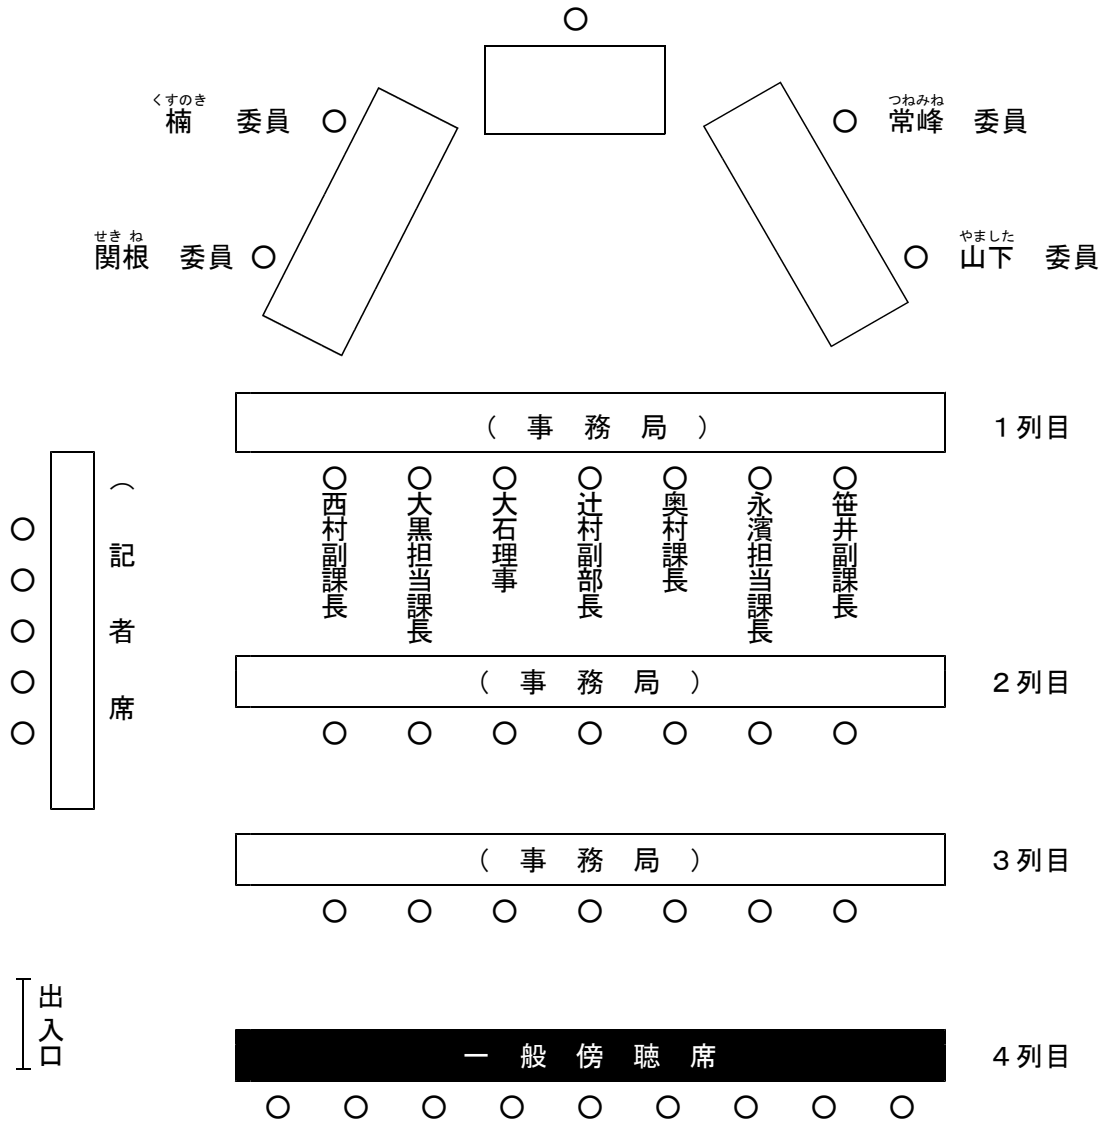 くすのき
楠　委員
つねみね
常峰　委員
せき ね
関根　委員
やました
山下　委員
（　事　務　局　）
１列目
西村副課長
大黒担当課長
大石理事
辻村副部長
奥村課長
永濱担当課長
笹井副課長
（　記　者　席
（　事　務　局　）
２列目
（　事　務　局　）
３列目
出入口
一　般　傍　聴　席
４列目